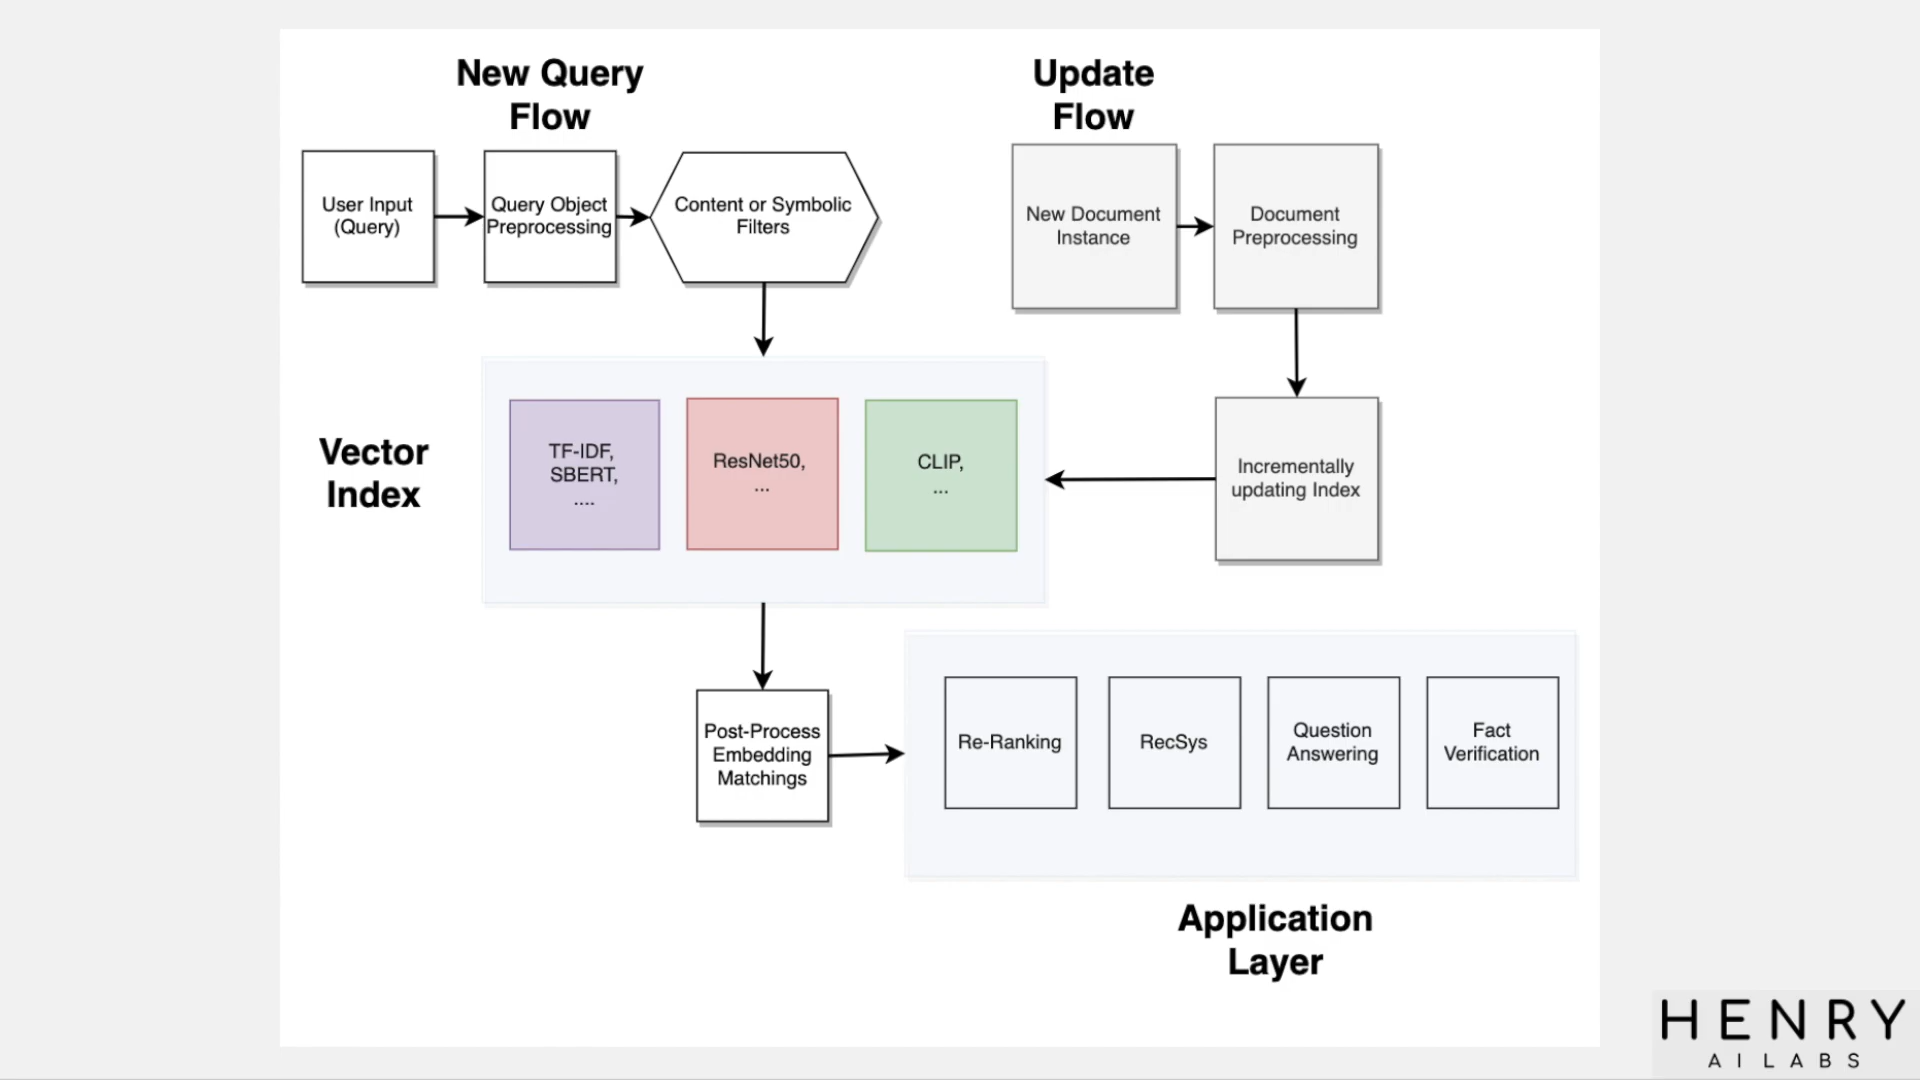 New Query
Flow
Update
Flow
User Input
(Query)
Query Object
Preprocessing
Content or Symbolic
Filters
New Document
Instance
Document
Preprocessing
Vector
Index
TF-IDF,
SBERT,
....
ResNet50,
...
CLIP,
...
Incrementally
updating Index
Post-Process
Embedding
Matchings
Re-Ranking
RecSys
Question
Answering
Fact
Verification
Application
Layer
HENRY
AI LABS